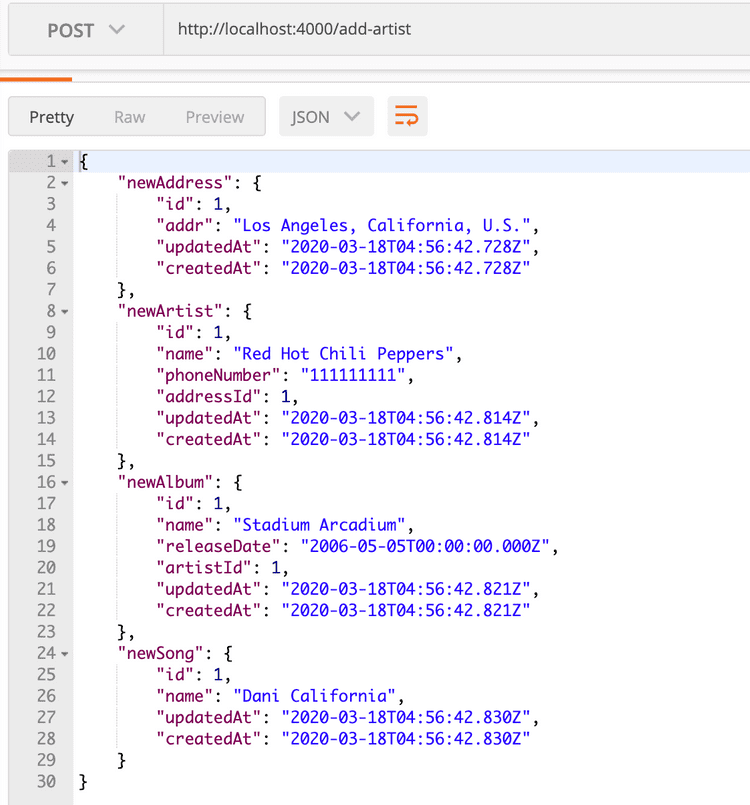 POST http://localhost:4000/add-artist
Pretty Raw Preview JSON
1 {
2 "newAddress": {
3 "id": 1,
4 "addr": "Los Angeles, California, U.S.",
5 "updatedAt": "2020-03-18T04:56:42.728Z",
6 "createdAt": "2020-03-18T04:56:42.728Z"
7 },
8 "newArtist": {
9 "id": 1,
10 "name": "Red Hot Chili Peppers",
11 "phoneNumber": "111111111",
12 "addressId": 1,
13 "updatedAt": "2020-03-18T04:56:42.814Z",
14 "createdAt": "2020-03-18T04:56:42.814Z"
15 },
16 "newAlbum": {
17 "id": 1,
18 "name": "Stadium Arcadium",
19 "releaseDate": "2006-05-05T00:00:00.000Z",
20 "artistId": 1,
21 "updatedAt": "2020-03-18T04:56:42.821Z",
22 "createdAt": "2020-03-18T04:56:42.821Z"
23 },
24 "newSong": {
25 "id": 1,
26 "name": "Dani California",
27 "updatedAt": "2020-03-18T04:56:42.830Z",
28 "createdAt": "2020-03-18T04:56:42.830Z"
29 }
30 }